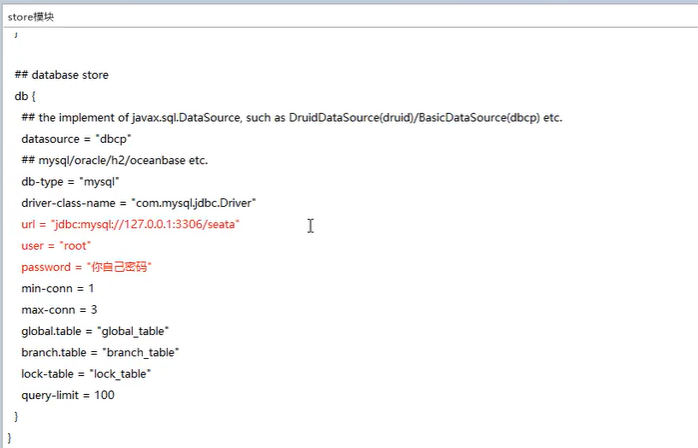 store模块
}
## database store
db {
## the implement of javax.sql.DataSource, such as DruidDataSource(druid)/BasicDataSource(dbcp) etc.
datasource = "dbcp"
## mysql/oracle/h2/oceanbase etc.
db-type = "mysql"
driver-class-name = "com.mysql.jdbc.Driver"
url = "jdbc:mysql://127.0.0.1:3306/seata"
user = "root"
password = "你自己密码"
min-conn = 1
max-conn = 3
global.table = "global_table"
branch.table = "branch_table"
lock-table = "lock_table"
query-limit = 100
}
}